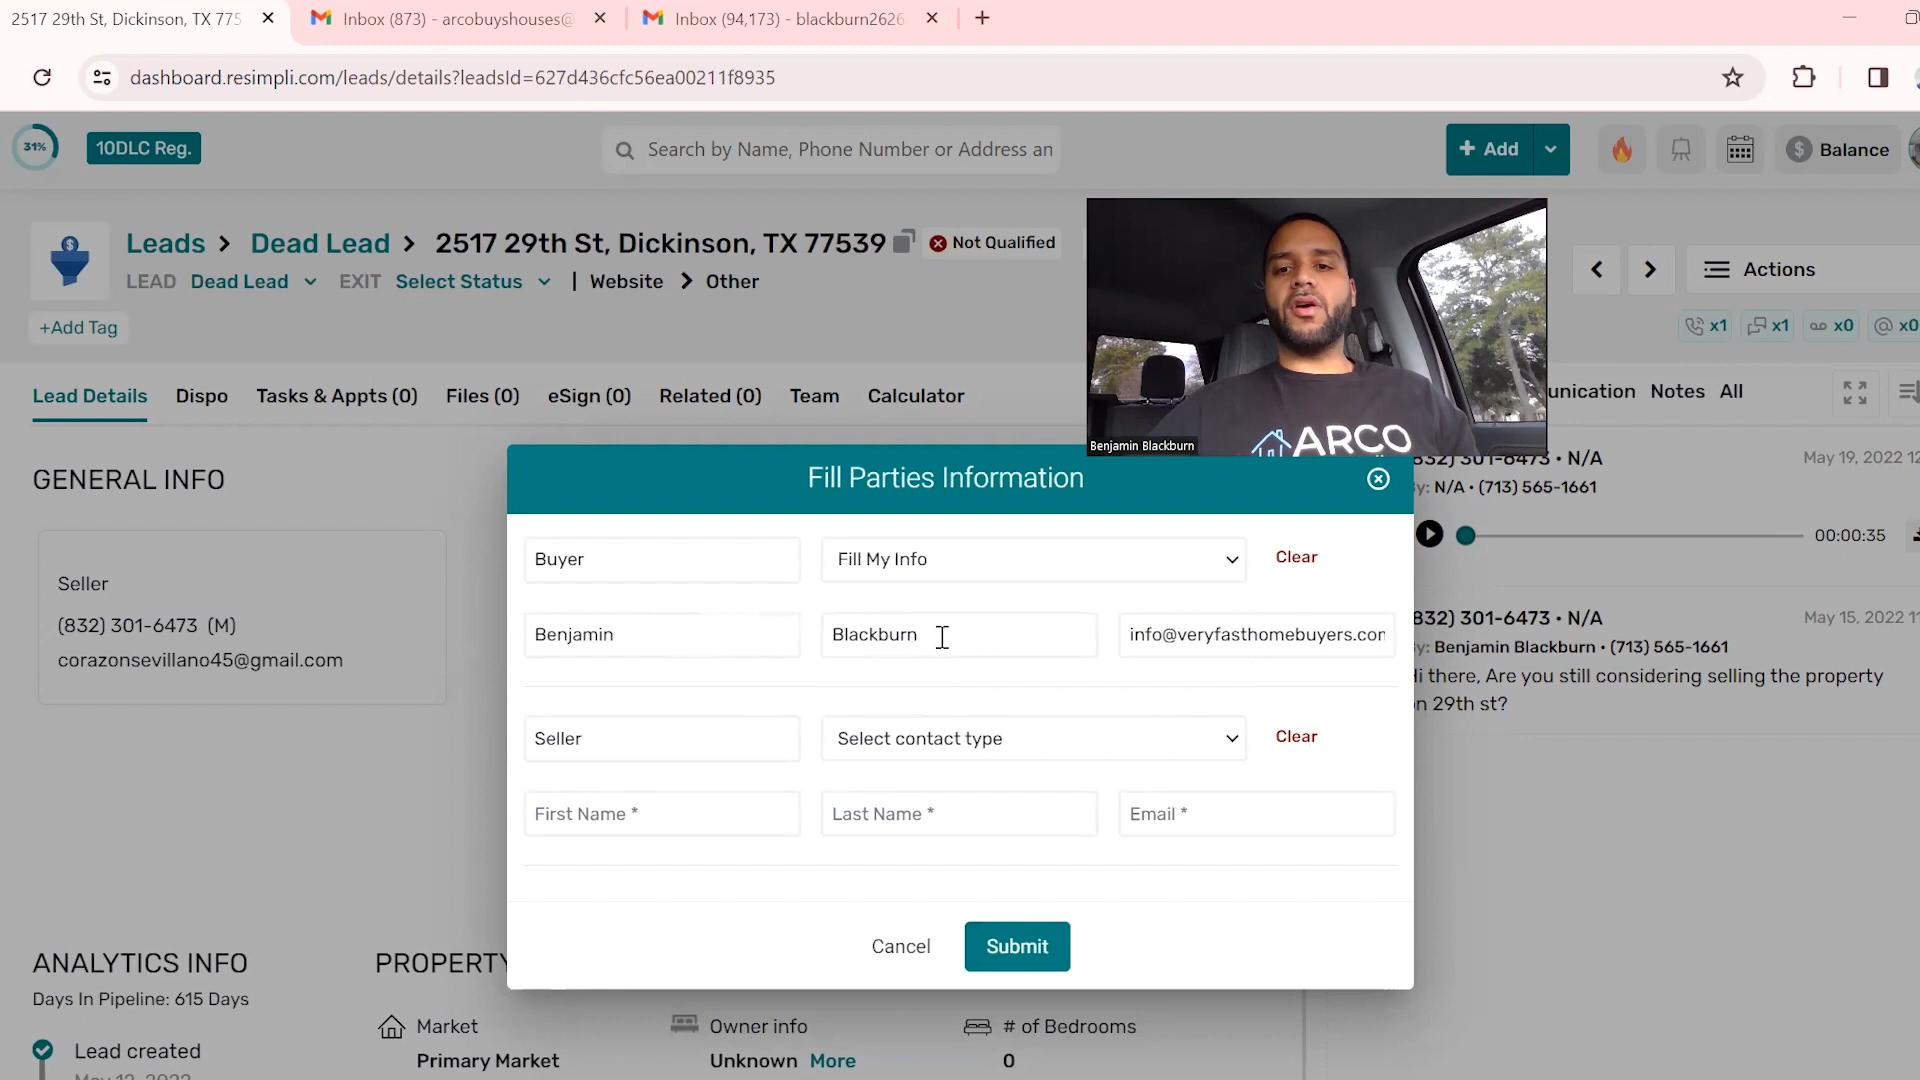 2517 29th St, Dickinson, TX 775
Inbox (873) - arcobuyshouses@
Inbox (94,173) - blackburn2626
dashboard.resimpli.com/leads/details?leadsId=627d436cfc56ea00211f8935
31%
10DLC Reg.
Search by Name, Phone Number or Address an
+ Add
Balance
Leads > Dead Lead > 2517 29th St, Dickinson, TX 77539
Not Qualified
LEAD Dead Lead EXIT Select Status | Website > Other
Actions
+Add Tag
x1 x1 x0 x0
Lead Details Dispo Tasks & Appts (0) Files (0) eSign (0) Related (0) Team Calculator
unication Notes All
ARCO
Benjamin Blackburn
GENERAL INFO
Seller
(832) 301-6473 (M)
corazonsevillano45@gmail.com
Fill Parties Information
Buyer Fill My Info Clear
Benjamin Blackburn info@veryfasthomebuyers.con
Seller Select contact type Clear
First Name * Last Name * Email *
Cancel Submit
832) 301-6473 • N/A May 19, 2022 12
y: N/A • (713) 565-1661
00:00:35
832) 301-6473 • N/A May 15, 2022 11
y: Benjamin Blackburn • (713) 565-1661
Hi there, Are you still considering selling the property
on 29th st?
ANALYTICS INFO
Days In Pipeline: 615 Days
Lead created
PROPERTY
Market
Primary Market
Owner info
Unknown More
# of Bedrooms
0